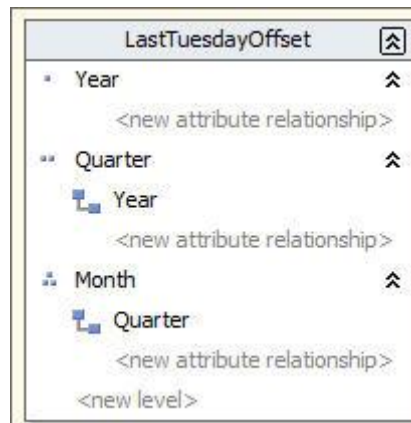 LastTuesdayOffset
Year
<new attribute relationship>
Quarter
Year
<new attribute relationship>
Month
Quarter
<new attribute relationship>
<new level>